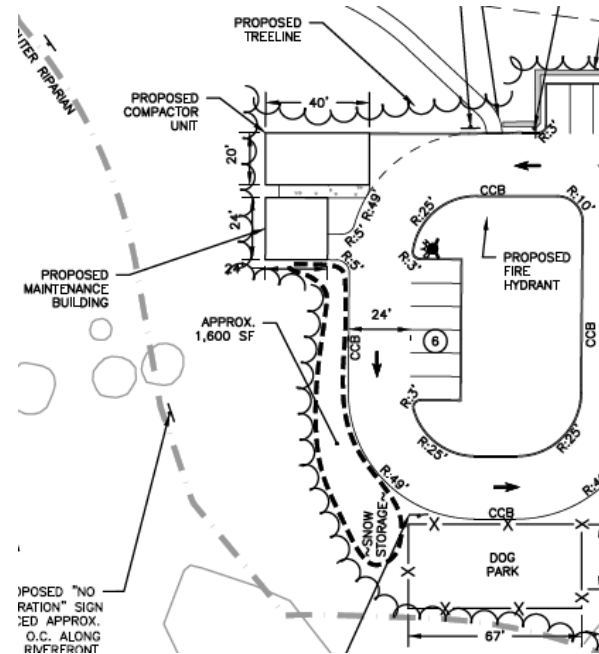 PROPOSED
TREELINE
OUTER RIPARIAN
PROPOSED
COMPACTOR
UNIT
40'
20'
24'
24'
R:49'
R:5'
R:5'
R:3'
CCB
R:25'
R:10'
R:3'
PROPOSED
FIRE
HYDRANT
PROPOSED
MAINTENANCE
BUILDING
APPROX.
1,600 SF
24'
6
CCB
CCB
R:3'
R:25'
R:25'
R:49'
CCB
~SNOW
STORAGE~
DOG
PARK
67'
"NO
SIGN
APPROX.
O.C. ALONG
RIVERFRONT